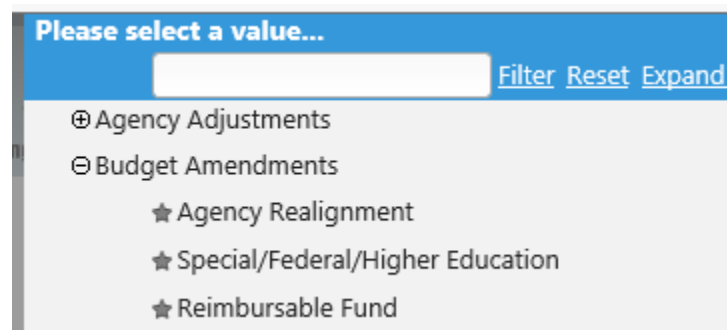 Please select a value...
Filter Reset Expand
Agency Adjustments
Budget Amendments
Agency Realignment
Special/Federal/Higher Education
Reimbursable Fund